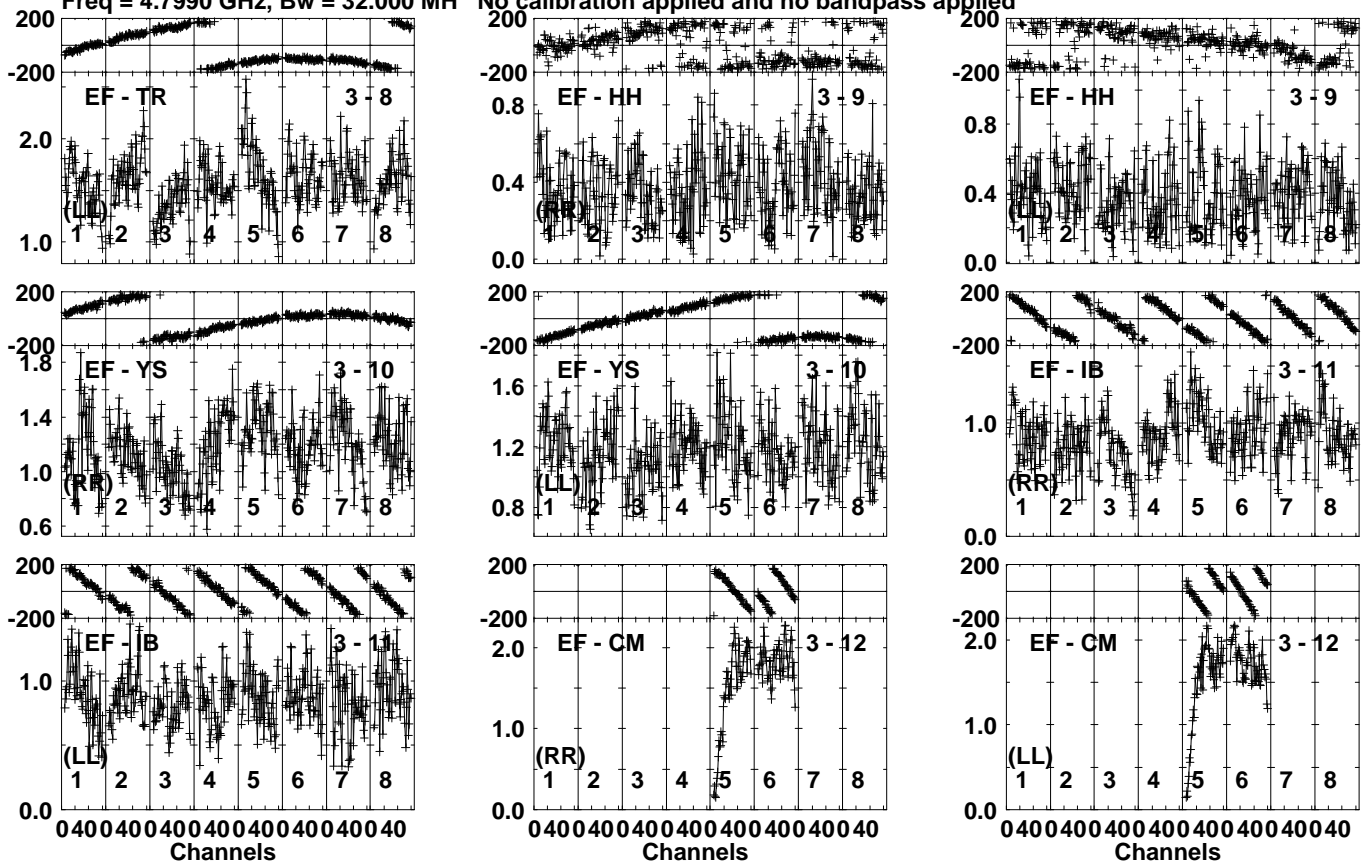 Freq = 4.7990 GHz, Bw = 32.000 MH No calibration applied and no bandpass applied
200
-200
EF - TR 3 - 8
2.0
(LL)
1.0
1 2 3 4 5 6 7 8
200
-200
EF - HH 3 - 9
0.8
0.4
(RR)
1 2 3 4 5 6 7 8
0.0
200
-200
EF - HH 3 - 9
0.8
0.4
(LL)
1 2 3 4 5 6 7 8
0.0
200
-200
1.8
EF - YS 3 - 10
1.4
1.0
(RR)
1 2 3 4 5 6 7 8
0.6
200
-200
EF - YS 3 - 10
1.6
1.2
(LL)
0.8
1 2 3 4 5 6 7 8
200
-200
EF - IB 3 - 11
1.0
(RR)
1 2 3 4 5 6 7 8
0.0
200
-200
EF - IB 3 - 11
1.0
(LL)
1 2 3 4 5 6 7 8
0.0
0 40 0 40 0 40 0 40 0 40 0 40 0 40 0 40
Channels
200
-200
EF - CM 3 - 12
2.0
1.0
(RR)
1 2 3 4 5 6 7 8
0.0
0 40 0 40 0 40 0 40 0 40 0 40 0 40 0 40
Channels
200
-200
EF - CM 3 - 12
2.0
1.0
(LL)
1 2 3 4 5 6 7 8
0.0
0 40 0 40 0 40 0 40 0 40 0 40 0 40 0 40
Channels